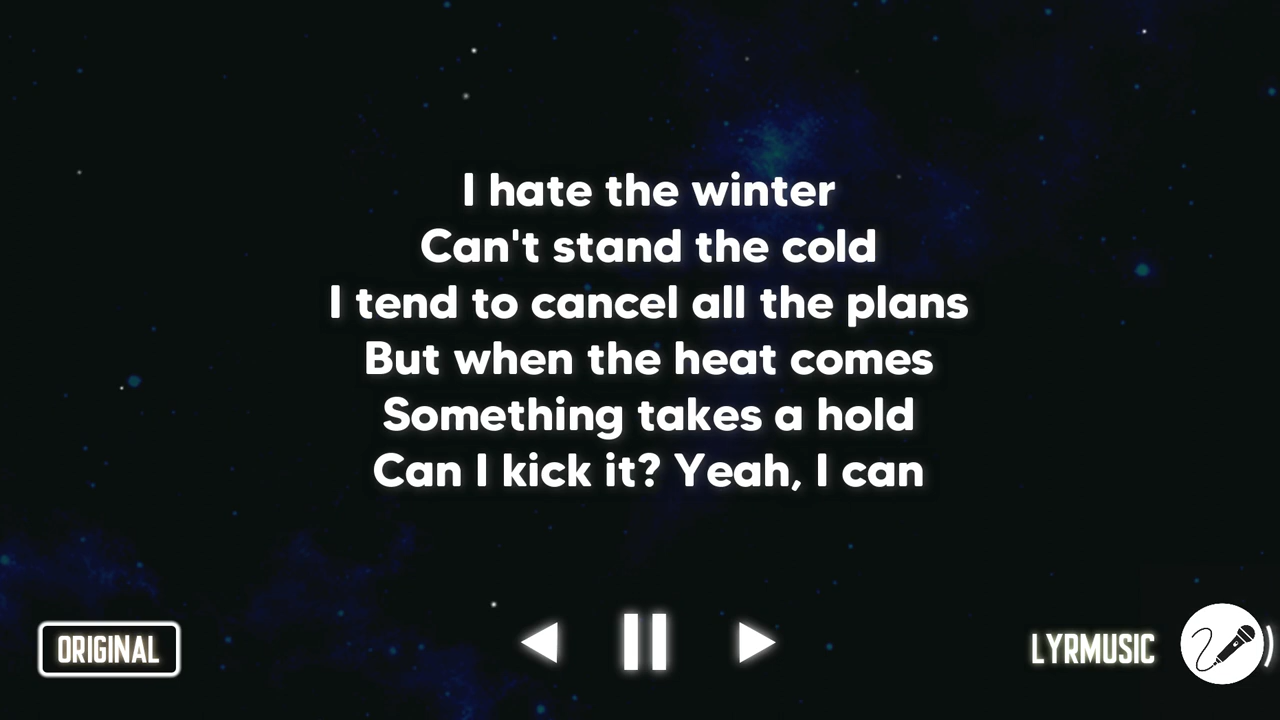 I hate the winter
Can't stand the cold
I tend to cancel all the plans
But when the heat comes
Something takes a hold
Can I kick it? Yeah, I can
ORIGINAL
LYRMUSIC